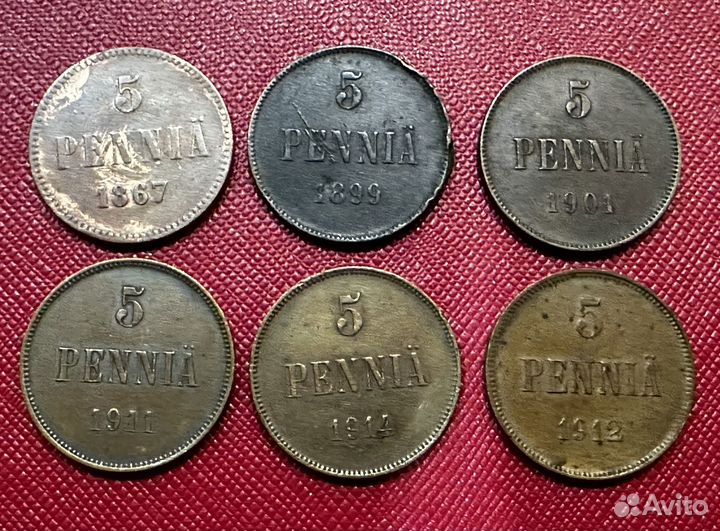 5
PENNIÄ
1867
5
PENNIÄ
1899
5
PENNIÄ
1901
5
PENNIÄ
1911
5
PENNIÄ
1914
5
PENNIÄ
1912
Avito